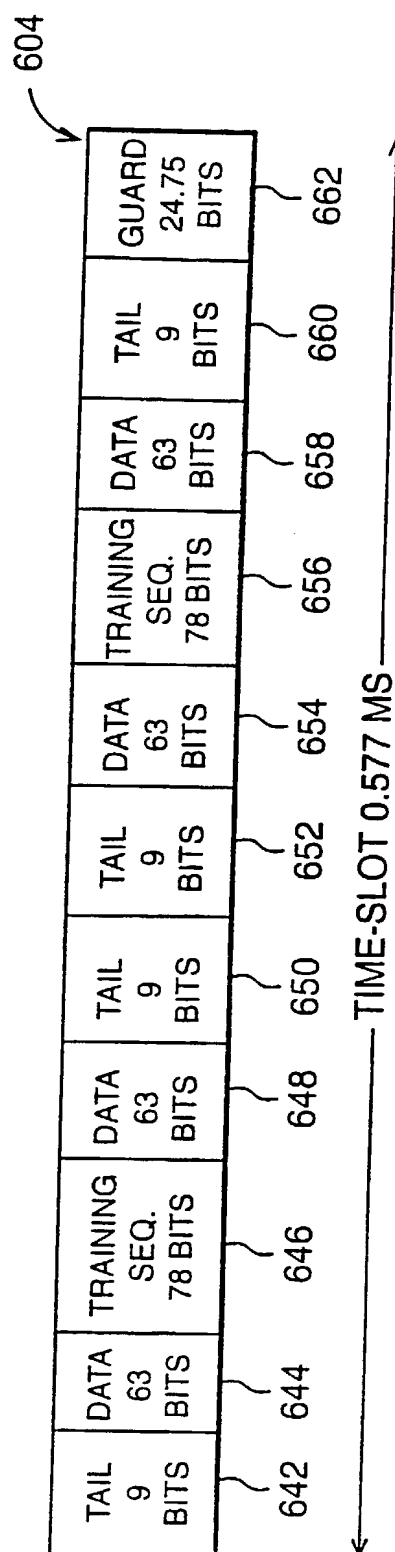 604
TAIL
9
BITS
DATA
63
BITS
TRAINING
SEQ.
78 BITS
DATA
63
BITS
TAIL
9
BITS
TAIL
9
BITS
DATA
63
BITS
TRAINING
SEQ.
78 BITS
DATA
63
BITS
TAIL
9
BITS
GUARD
24.75
BITS
642
644
646
648
650
652
654
656
658
660
662
TIME-SLOT 0.577 MS